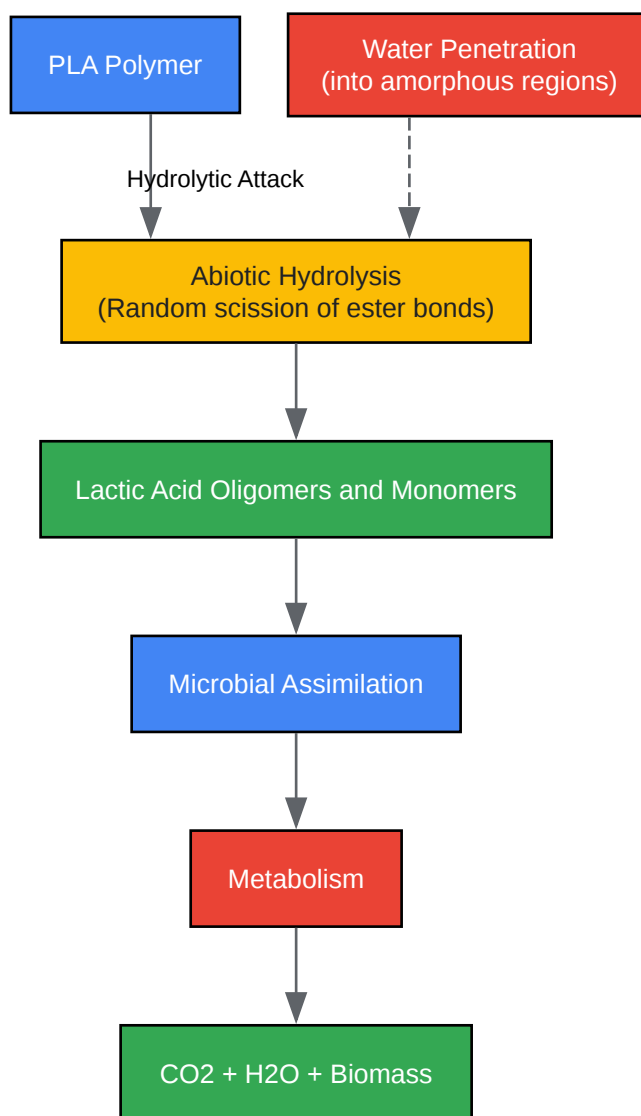 PLA Polymer
Water Penetration
(into amorphous regions)
Hydrolytic Attack
Abiotic Hydrolysis
(Random scission of ester bonds)
Lactic Acid Oligomers and Monomers
Microbial Assimilation
Metabolism
CO2 + H2O + Biomass